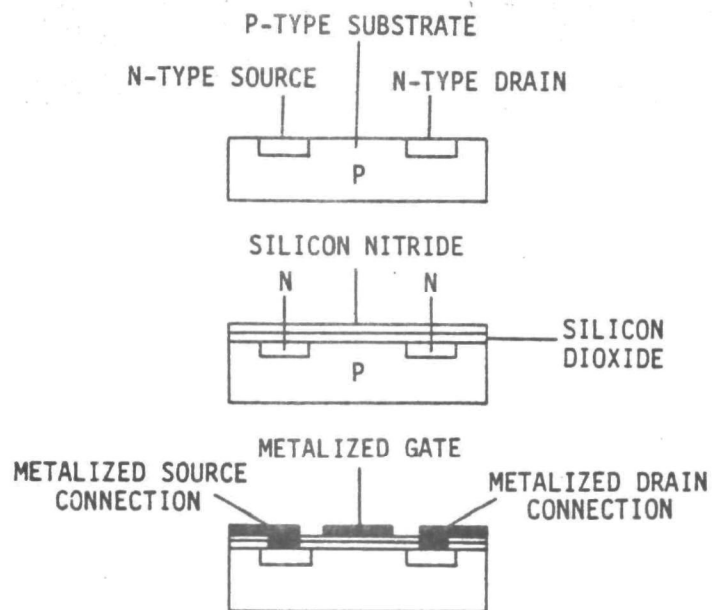 P-TYPE SUBSTRATE
N-TYPE SOURCE
N-TYPE DRAIN
P
SILICON NITRIDE
N
N
SILICON
DIOXIDE
P
METALIZED GATE
METALIZED SOURCE
CONNECTION
METALIZED DRAIN
CONNECTION